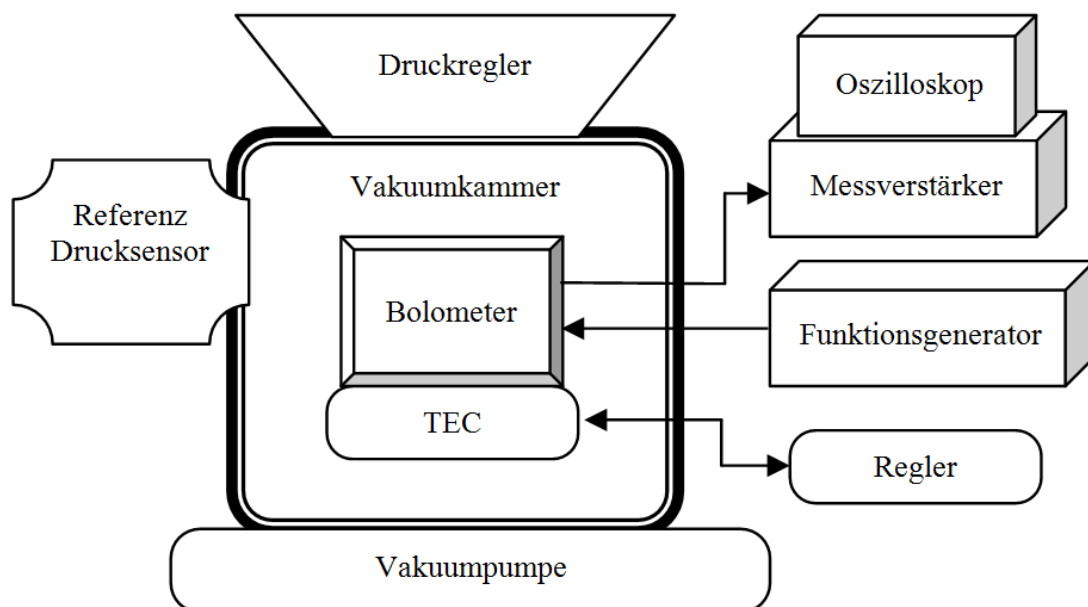 Druckregler
Oszilloskop
Vakuumkammer
Messverstärker
Referenz
Drucksensor
Bolometer
Funktionsgenerator
TEC
Regler
Vakuumpumpe